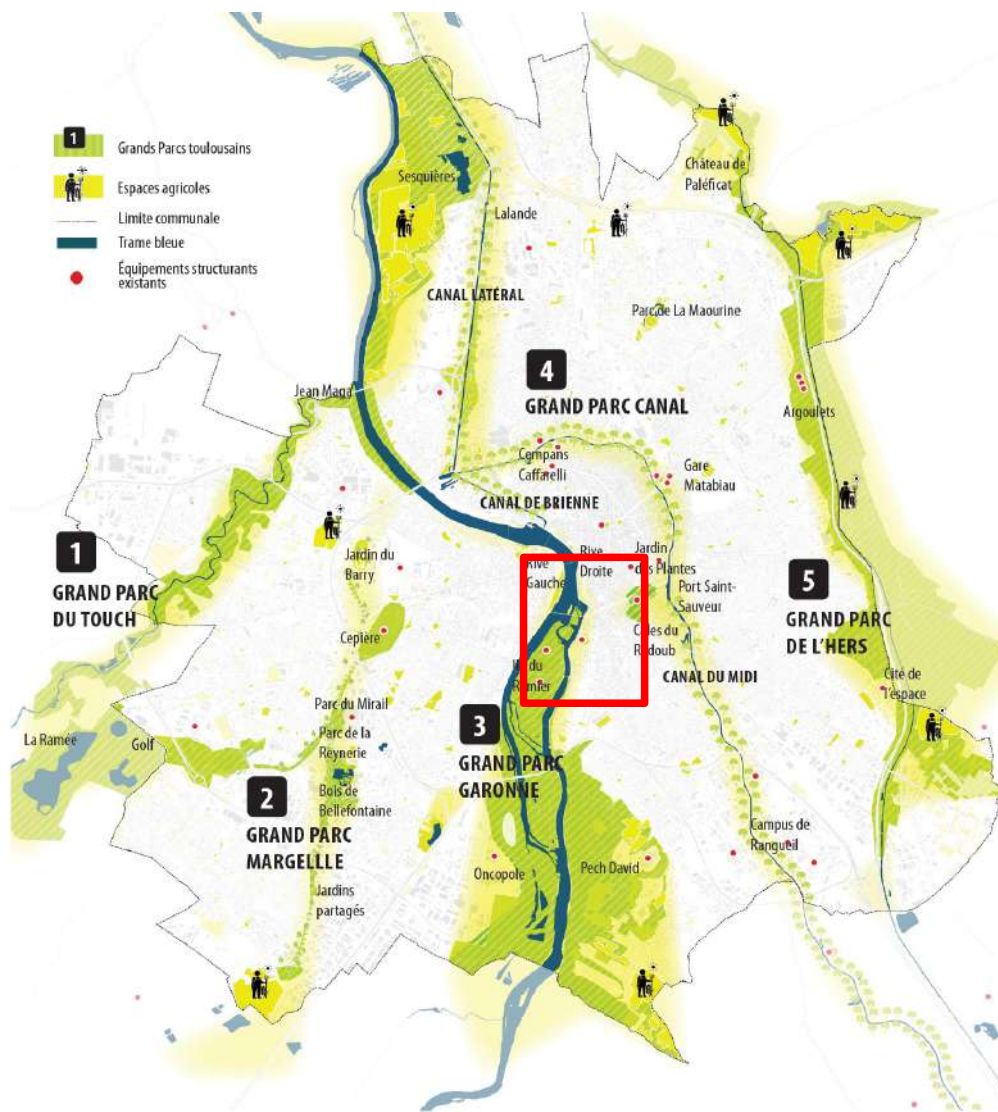 1
Grands Parcs toulousains
Espaces agricoles
Limite communale
Trame bleue
Équipements structurants
existants
Sesquières
Lalande
Château de
Paléficat
CANAL LATÉRAL
Parc de La Maourine
4
GRAND PARC CANAL
Jean Maga
Argoulets
Compans
Caffarelli
Gare
Matabiau
CANAL DE BRIENNE
1
GRAND PARC
DU TOUCH
Jardin du
Barry
Rive
Gauche
Rive
Droite
Jardin
des Plantes
Port Saint-
Sauveur
5
GRAND PARC
DE L'HERS
Cepière
du
CANAL DU MIDI
Cité de
l'espace
Parc du Mirail
Parc de la
Reynerie
La Ramée
Golf
3
GRAND PARC
GARONNE
2
GRAND PARC
MARGELLLE
Bois de
Bellefontaine
Campus de
Rangueil
Oncopole
Pech David
Jardins
partagés